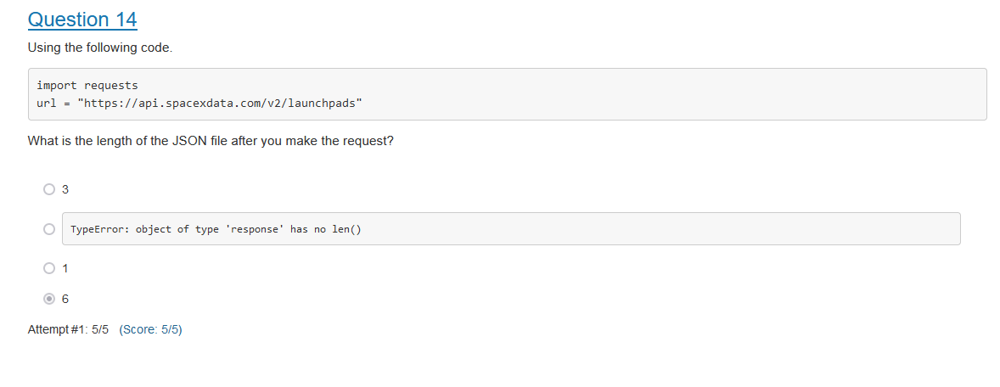 Question 14
Using the following code.
import requests
url = "https://api.spacexdata.com/v2/launchpads"
What is the length of the JSON file after you make the request?
3
TypeError: object of type 'response' has no len()
1
6
Attempt #1: 5/5 (Score: 5/5)